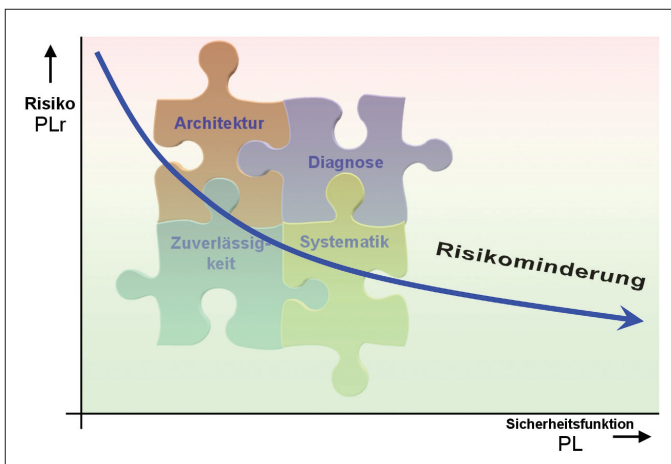 Risiko
PLr
Architektur
Diagnose
Zuverlässig-
keit
Systematik
Risikominderung
Sicherheitsfunktion
PL